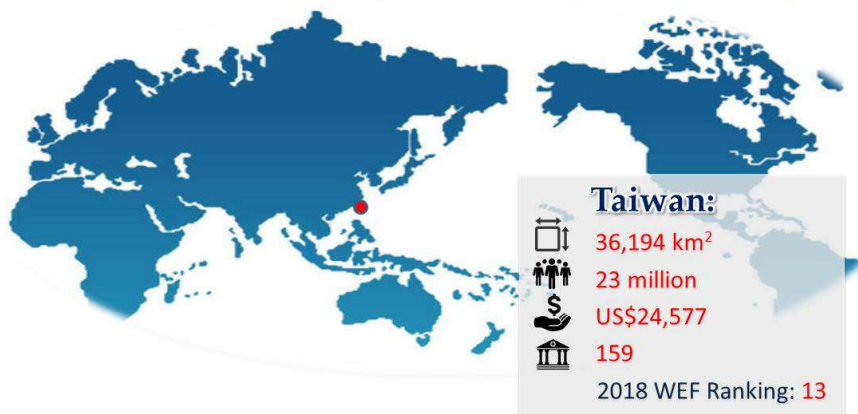 Taiwan:
36,194 km²
23 million
US$24,577
159
2018 WEF Ranking: 13